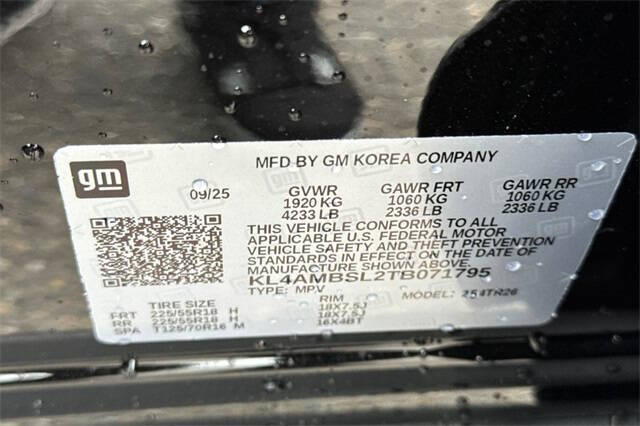 gm
MFD BY GM KOREA COMPANY
09/25 GVWR GAWR FRT GAWR RR
1920 KG 1060 KG 1060 KG
4233 LB 2336 LB 2336 LB
THIS VEHICLE CONFORMS TO ALL
APPLICABLE U.S. FEDERAL MOTOR
VEHICLE SAFETY AND THEFT PREVENTION
STANDARDS IN EFFECT ON THE DATE OF
MANUFACTURE SHOWN ABOVE.
TYPE: MPV MODEL:
TIRE SIZE RIM
FRT 225/55R18 H 18X7.5J
RR 225/55R18 H 18X7.5J
SPA T125/70R16 M 16X4BT